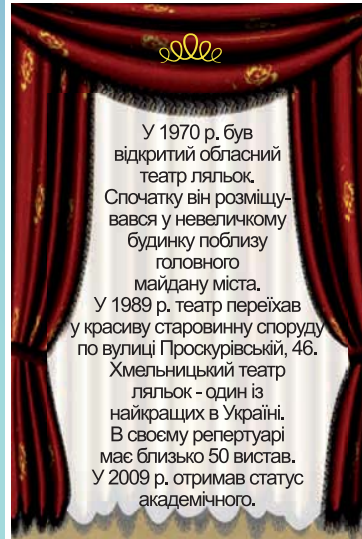 У 1970 р. був
відкритий обласний
театр ляльок.
Спочатку він розміщу-
вався у невеличкому
будинку поблизу
головного
майдану міста.
У 1989 р. театр переїхав
у красиву старовинну споруду
по вулиці Проскурівській, 46.
Хмельницький театр
ляльок - один із
найкращих в Україні.
В своєму репертуарі
має близько 50 вистав.
У 2009 р. отримав статус
академічного.